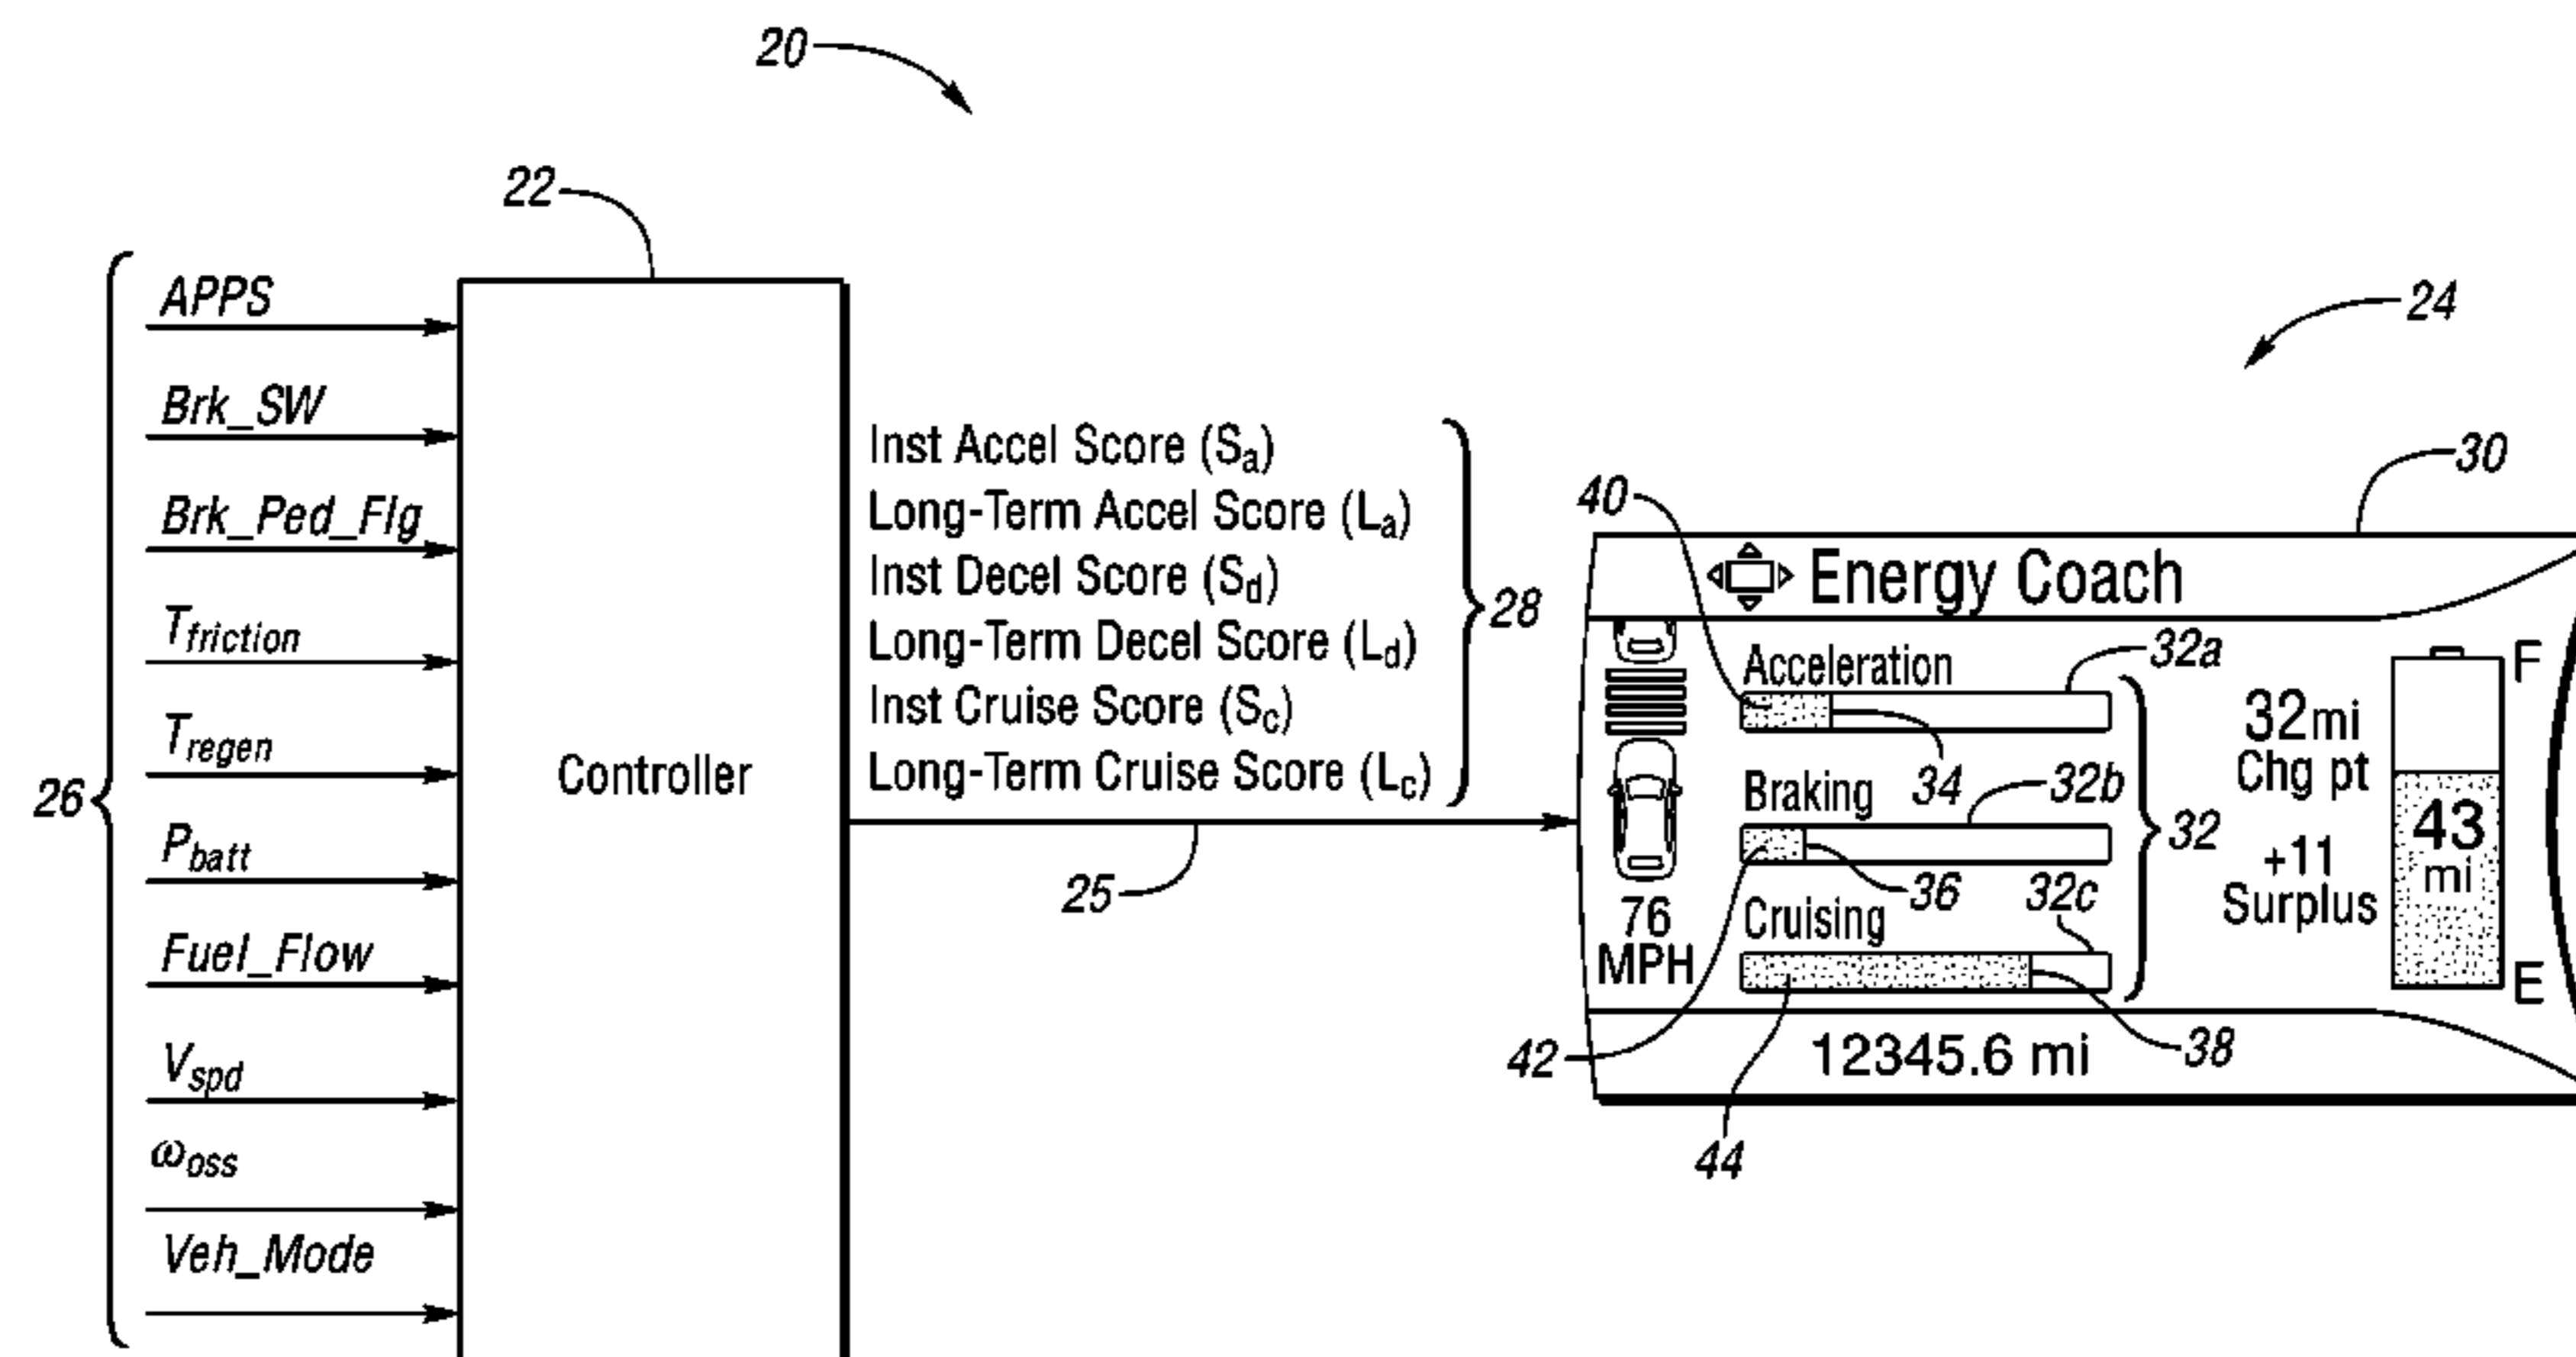 20
22
26
APPS
Brk_SW
Brk_Ped_Flg
Tfriction
Tregen
Pbatt
Fuel_Flow
Vspd
ωoss
Veh_Mode
Controller
Inst Accel Score (Sa)
Long-Term Accel Score (La)
Inst Decel Score (Sd)
Long-Term Decel Score (Ld)
Inst Cruise Score (Sc)
Long-Term Cruise Score (Lc)
28
25
24
30
40
Energy Coach
Acceleration
32a
34
Braking
32b
36
Cruising
32c
32
76
MPH
32mi
Chg pt
+11
Surplus
F
43
mi
E
42
12345.6 mi
38
44